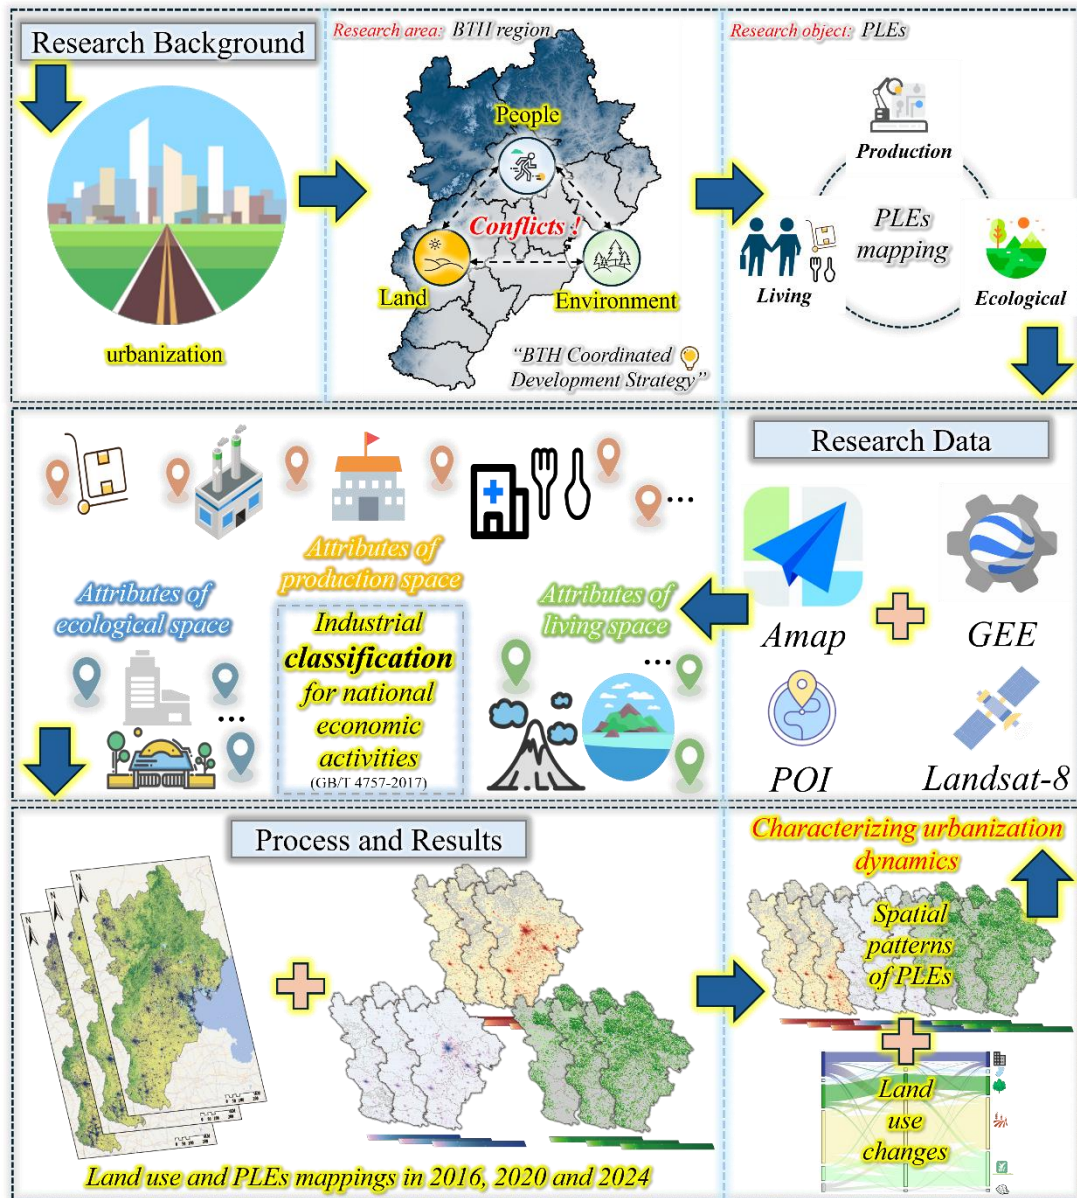 Research Background
urbanization
Research area: BTH region
People
Conflicts !
Land
Environment
“BTH Coordinated
Development Strategy”
Research object: PLEs
Production
PLEs
mapping
Living
Ecological
Research Data
Amap
GEE
POI
Landsat-8
Attributes of
production space
Attributes of
ecological space
Attributes of
living space
Industrial
classification
for national
economic
activities
(GB/T 4757-2017)
...
...
...
Process and Results
N
N
N
Land use and PLEs mappings in 2016, 2020 and 2024
Characterizing urbanization
dynamics
Spatial
patterns
of PLEs
Land
use
changes